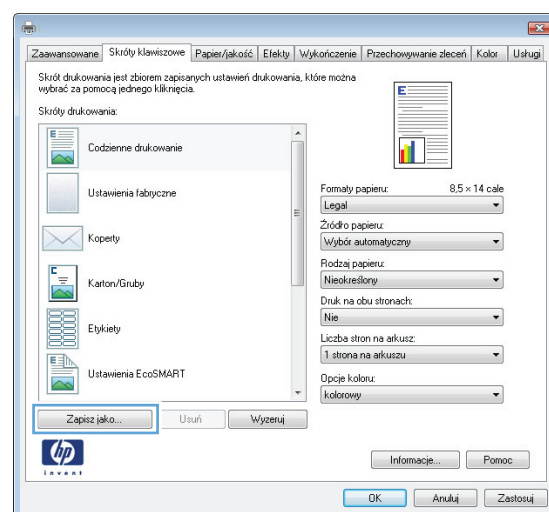 Zaawansowane Skróty klawiszowe Papier/jakość Efekty Wykończenie Przechowywanie zleceń Kolor Usługi
Skrót drukowania jest zbiorem zapisanych ustawień drukowania, które można
wybrać za pomocą jednego kliknięcia.
Skróty drukowania:
Codzienne drukowanie
Ustawienia fabryczne
Koperty
Karton/Gruby
Etykiety
Ustawienia EcoSMART
Zapisz jako... Usuń Wyzeruj
E
Formaty papieru: 8,5 × 14 cale
Legal
Źródło papieru:
Wybór automatyczny
Rodzaj papieru:
Nieokreślony
Druk na obu stronach:
Nie
Liczba stron na arkusz:
1 strona na arkuszu
Opcje koloru:
kolorowy
hp
invent
Informacje... Pomoc
OK Anuluj Zastosuj